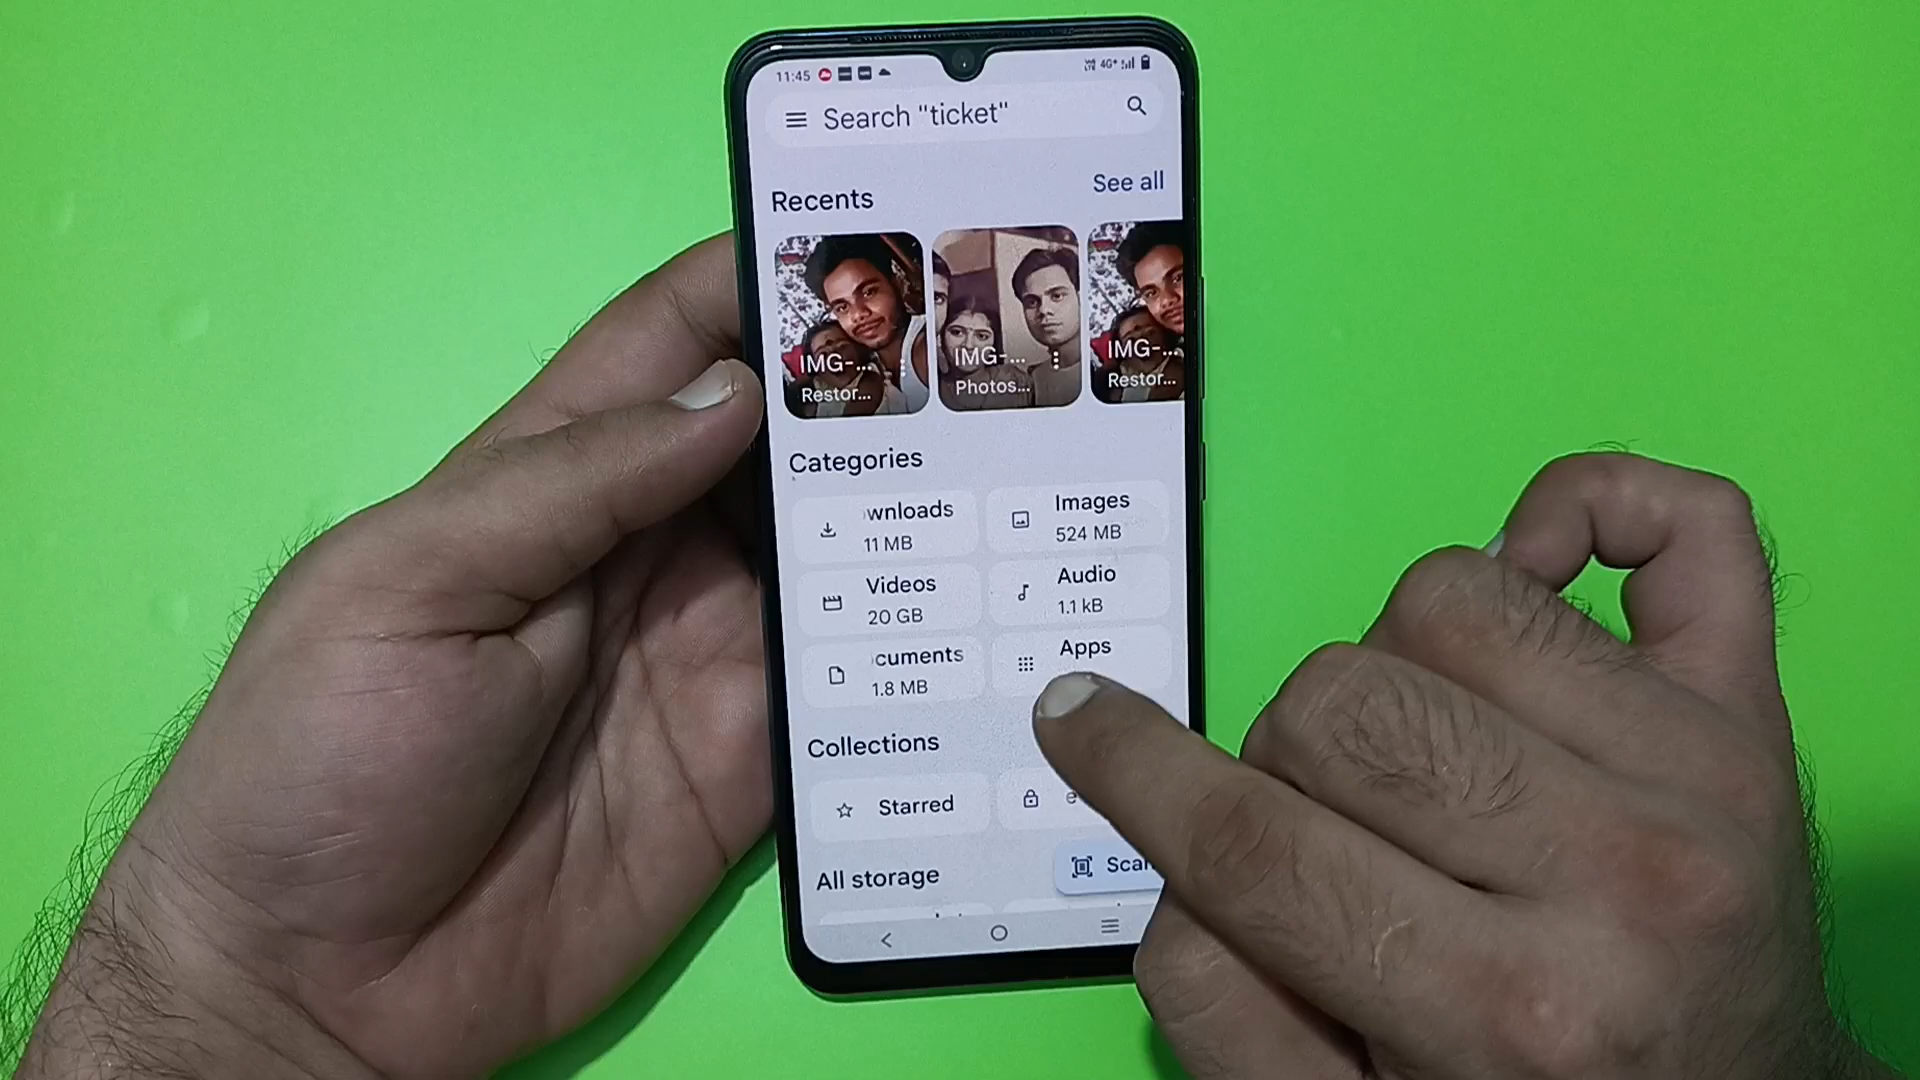 11:45
4G+
Search "ticket"
Recents
See all
IMG-...
Restor...
IMG-...
Photos...
IMG-...
Restor...
Categories
wnloads
11 MB
Images
524 MB
Videos
20 GB
Audio
1.1 kB
cuments
1.8 MB
Apps
Collections
Starred
All storage
Scan